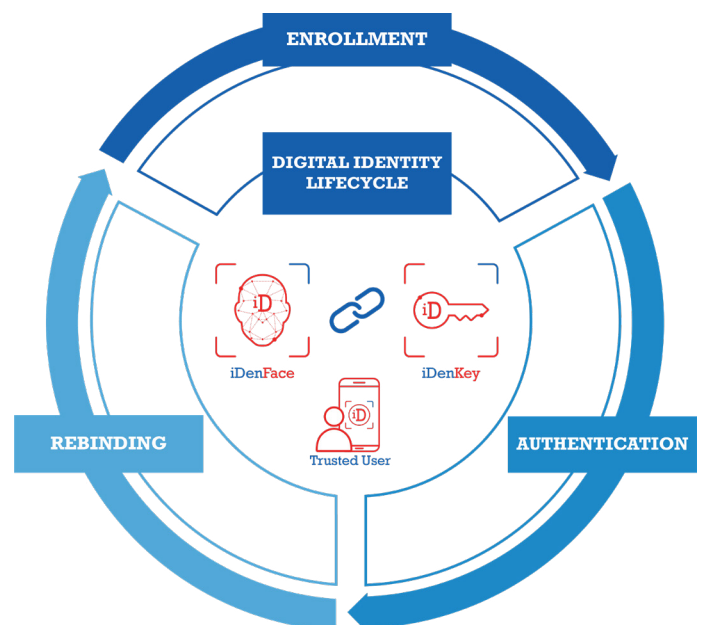 ENROLLMENT
DIGITAL IDENTITY
LIFECYCLE
iD
iD
iDenFace
iDenKey
iD
REBINDING
AUTHENTICATION
Trusted User